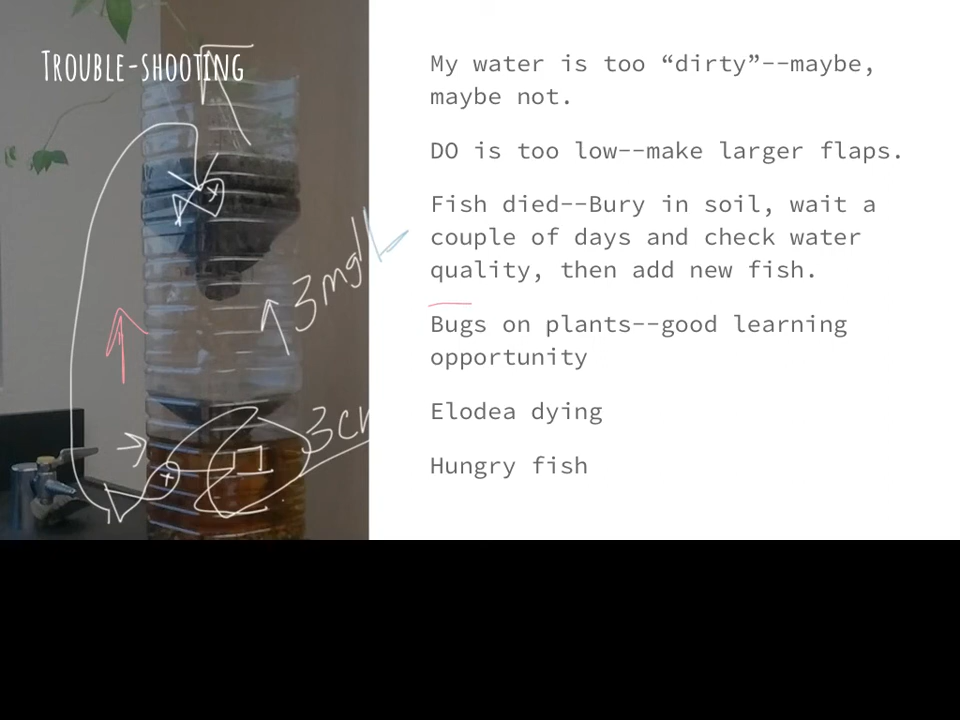 TROUBLE-SHOOTING
My water is too “dirty”--maybe,
maybe not.
DO is too low--make larger flaps.
Fish died--Bury in soil, wait a
couple of days and check water
quality, then add new fish.
Bugs on plants--good learning
opportunity
Elodea dying
Hungry fish
3mg/L